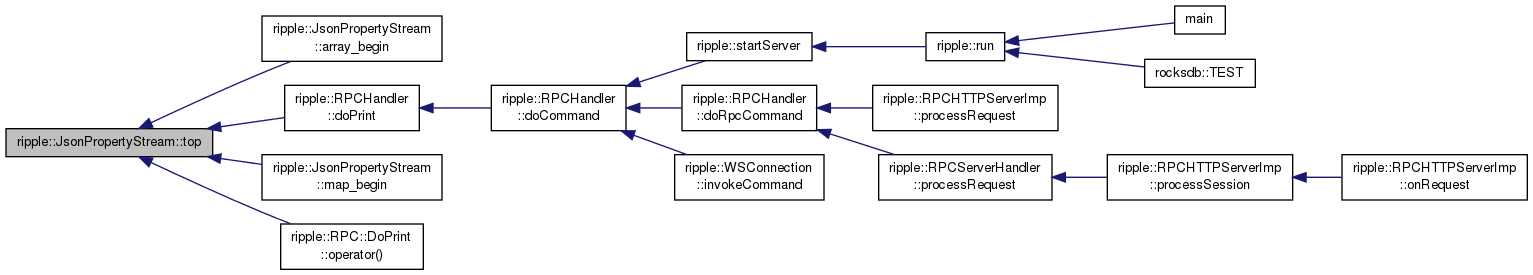 ripple::JsonPropertyStream::top
ripple::JsonPropertyStream
::array_begin
ripple::RPCHandler
::doPrint
ripple::JsonPropertyStream
::map_begin
ripple::RPC::DoPrint
::operator()
ripple::RPCHandler
::doCommand
ripple::startServer
ripple::RPCHandler
::doRpcCommand
ripple::WSConnection
::invokeCommand
ripple::run
ripple::RPCHTTPServerImp
::processRequest
ripple::RPCServerHandler
::processRequest
main
rocksdb::TEST
ripple::RPCHTTPServerImp
::processSession
ripple::RPCHTTPServerImp
::onRequest